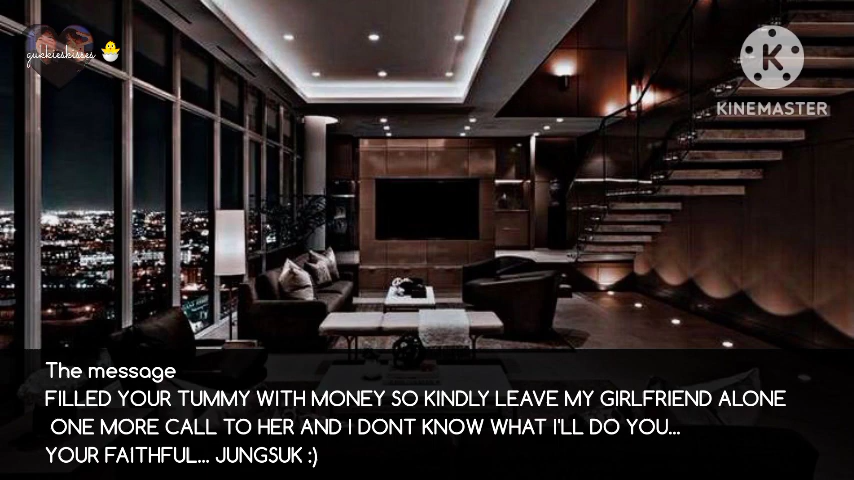 gukkieskisses 🐣
K
KINEMASTER
The message
FILLED YOUR TUMMY WITH MONEY SO KINDLY LEAVE MY GIRLFRIEND ALONE
ONE MORE CALL TO HER AND I DONT KNOW WHAT I'LL DO YOU...
YOUR FAITHFUL... JUNGSUK :)